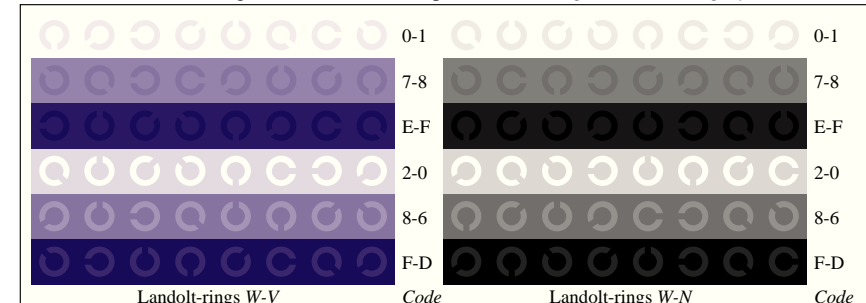 0-1 0-1
7-8 7-8
E-F E-F
2-0 2-0
8-6 8-6
F-D F-D
Landolt-rings W-V Code Landolt-rings W-N Code